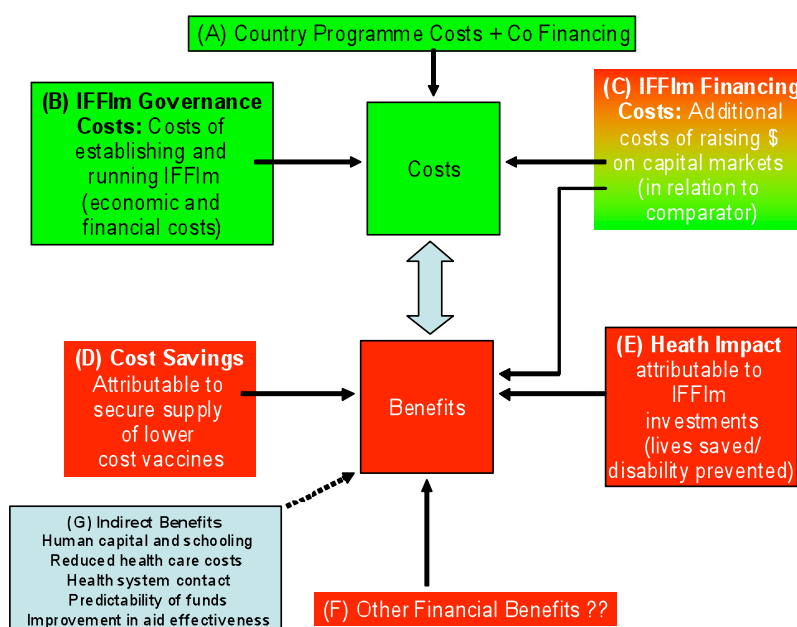 (A) Country Programme Costs + Co Financing
(B) IFFIm Governance
Costs: Costs of
establishing and
running IFFIm
(economic and
financial costs)
Costs
(C) IFFIm Financing
Costs: Additional
costs of raising $
on capital markets
(in relation to
comparator)
(D) Cost Savings
Attributable to
secure supply
of lower
cost vaccines
Benefits
(E) Heath Impact
attributable to
IFFIm
investments
(lives saved/
disability prevented)
(G) Indirect Benefits
Human capital and schooling
Reduced health care costs
Health system contact
Predictability of funds
Improvement in aid effectiveness
(F) Other Financial Benefits ??